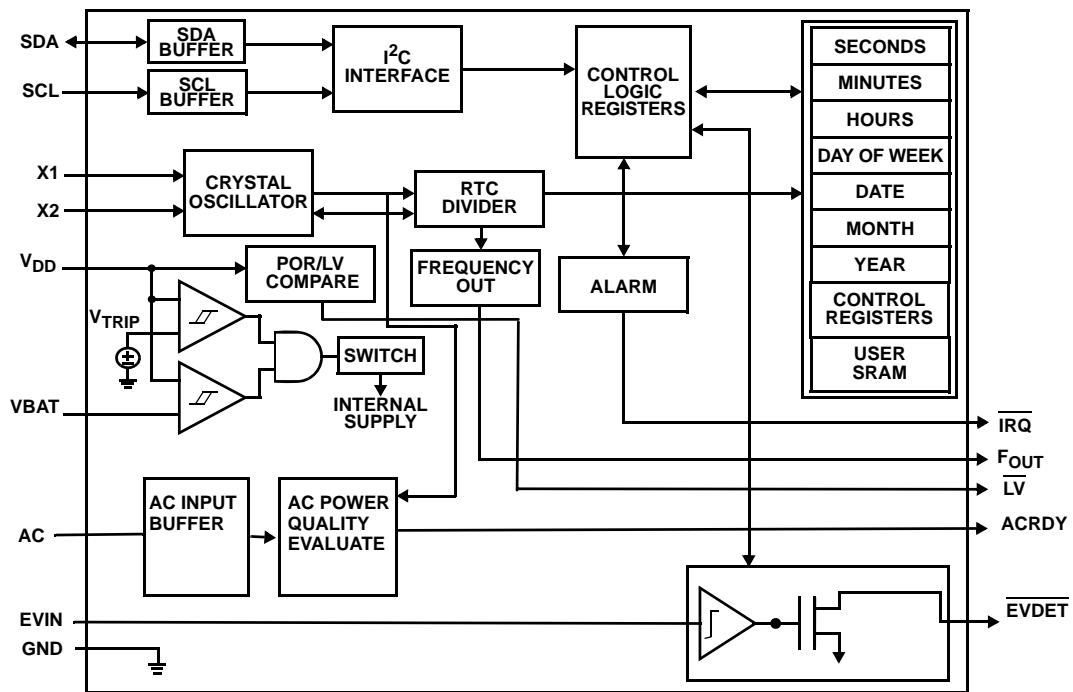 SDA
SDA
BUFFER
SCL
SCL
BUFFER
I²C
INTERFACE
CONTROL
LOGIC
REGISTERS
SECONDS
MINUTES
HOURS
DAY OF WEEK
DATE
MONTH
YEAR
CONTROL
REGISTERS
USER
SRAM
X1
X2
CRYSTAL
OSCILLATOR
RTC
DIVIDER
FREQUENCY
OUT
ALARM
VDD
POR/LV
COMPARE
VTRIP
SWITCH
INTERNAL
SUPPLY
VBAT
IRQ
FOUT
LV
AC
AC INPUT
BUFFER
AC POWER
QUALITY
EVALUATE
ACRDY
EVIN
EVDET
GND